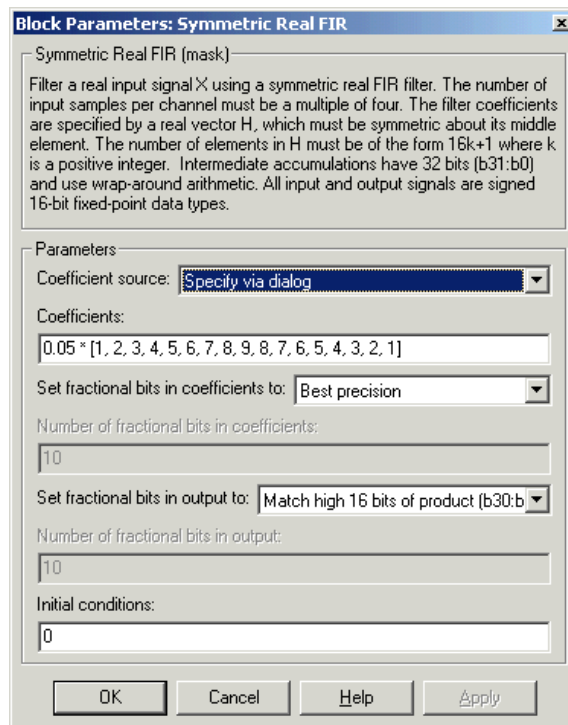 Block Parameters: Symmetric Real FIR
Symmetric Real FIR (mask)
Filter a real input signal X using a symmetric real FIR filter. The number of
input samples per channel must be a multiple of four. The filter coefficients
are specified by a real vector H, which must be symmetric about its middle
element. The number of elements in H must be of the form 16k+1 where k
is a positive integer.  Intermediate accumulations have 32 bits (b31:b0)
and use wrap-around arithmetic. All input and output signals are signed
16-bit fixed-point data types.
Parameters
Coefficient source: Specify via dialog
Coefficients:
0.05 * [1, 2, 3, 4, 5, 6, 7, 8, 9, 8, 7, 6, 5, 4, 3, 2, 1]
Set fractional bits in coefficients to: Best precision
Number of fractional bits in coefficients:
10
Set fractional bits in output to: Match high 16 bits of product (b30:b
Number of fractional bits in output:
10
Initial conditions:
0
OK Cancel Help Apply